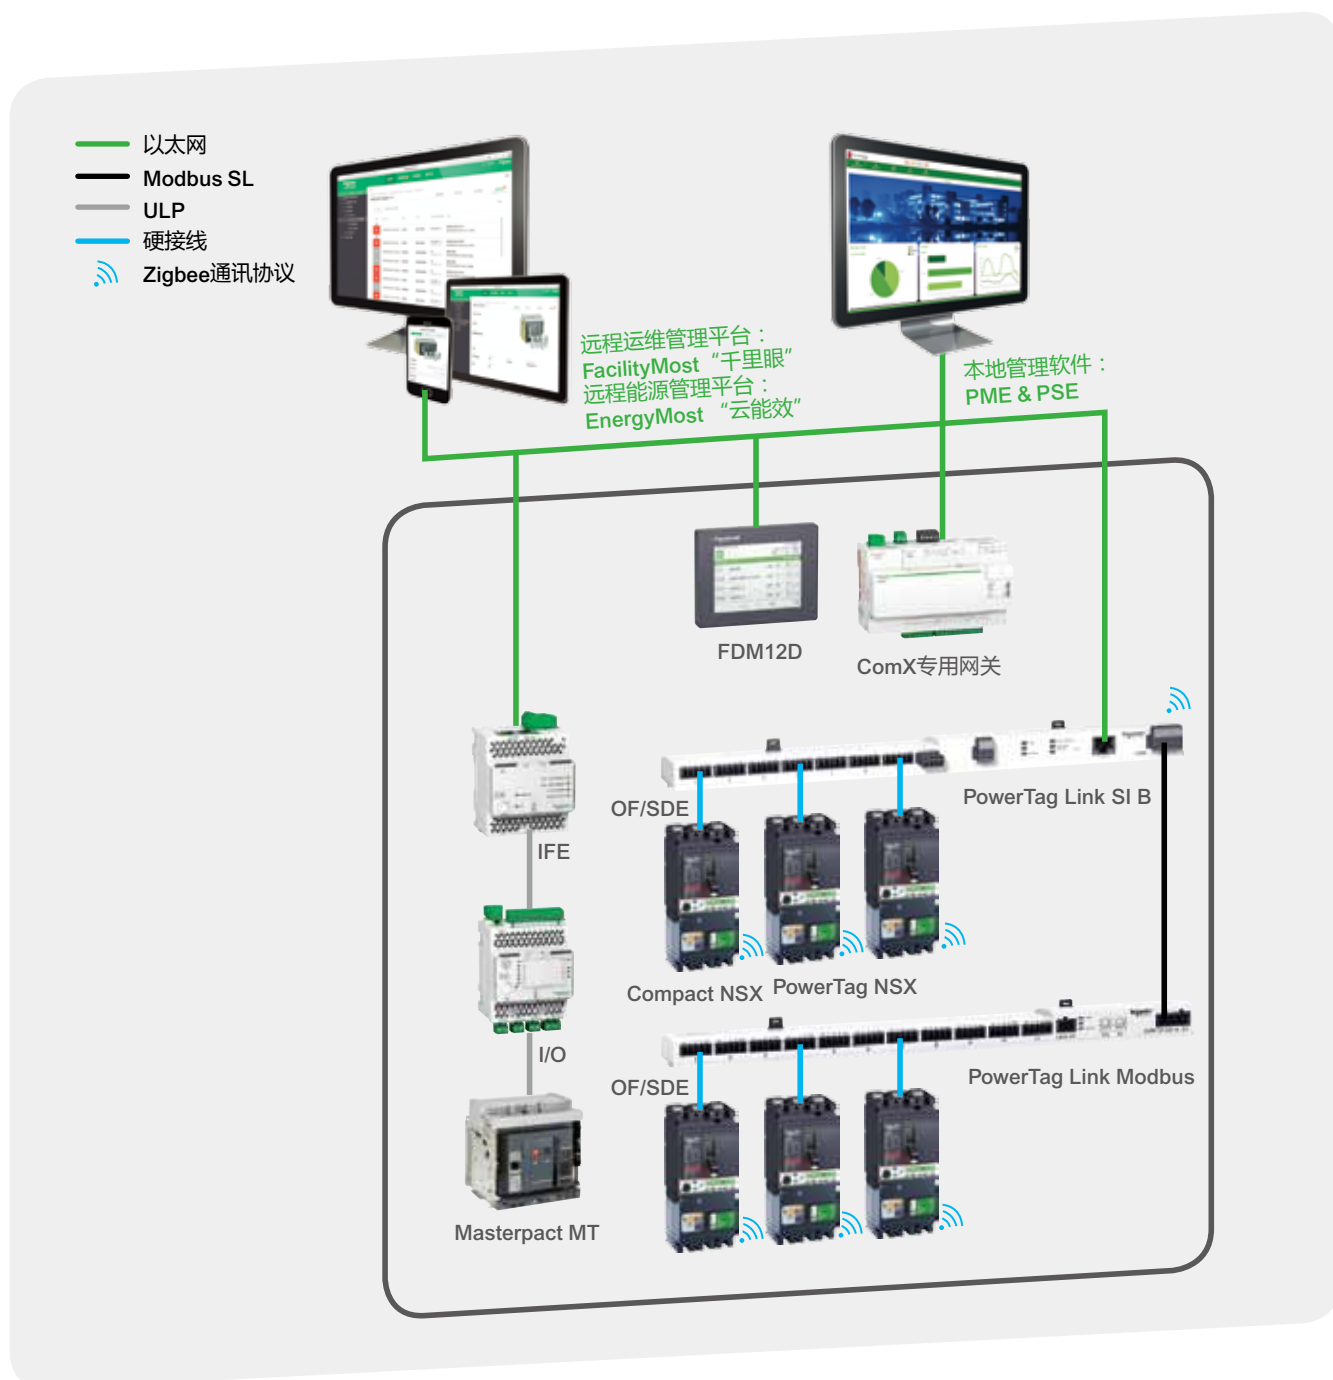 以太网
Modbus SL
ULP
硬接线
Zigbee通讯协议
远程运维管理平台：
FacilityMost “千里眼”
远程能源管理平台：
EnergyMost “云能效”
本地管理软件：
PME & PSE
FDM12D
ComX专用网关
IFE
I/O
Masterpact MT
OF/SDE
PowerTag Link SI B
Compact NSX
PowerTag NSX
OF/SDE
PowerTag Link Modbus